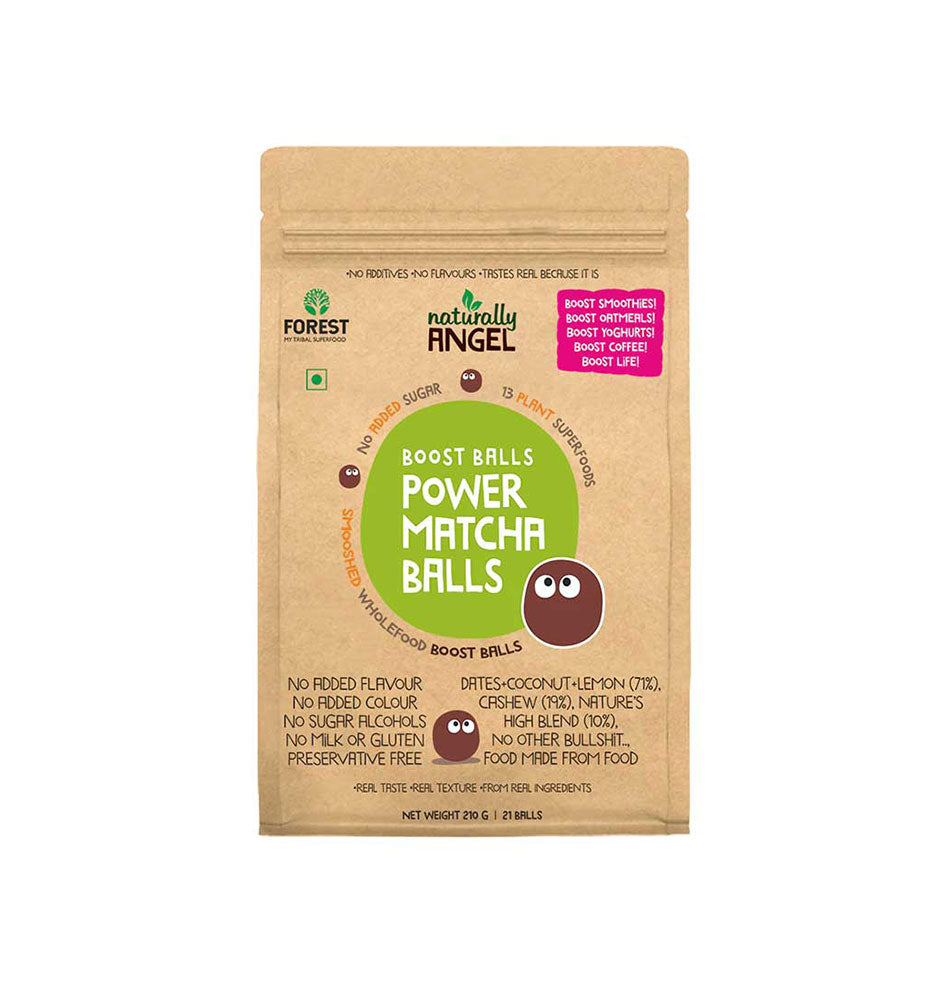 •NO ADDITIVES •NO FLAVOURS •TASTES REAL BECAUSE IT IS
FOREST
MY TRIBAL SUPERFOOD
naturally
ANGEL
BOOST SMOOTHiES!
BOOST OATMEALS!
BOOST YOGHURTS!
BOOST COFFEE!
BOOST LiFE!
NO ADDED SUGAR
13 PLANT SUPERFOODS
BOOST BALLS
POWER
MATCHA
BALLS
SMOOSHED WHOLEFOOD BOOST BALLS
NO ADDED FLAVOUR
NO ADDED COLOUR
NO SUGAR ALCOHOLS
NO MILK OR GLUTEN
PRESERVATIVE FREE
DATES+COCONUT+LEMON (71%),
CASHEW (19%), NATURE'S
HIGH BLEND (10%),
NO OTHER BULLSHIT..,
FOOD MADE FROM FOOD
•REAL TASTE •REAL TEXTURE •FROM REAL INGREDIENTS
NET WEIGHT 210 G | 21 BALLS